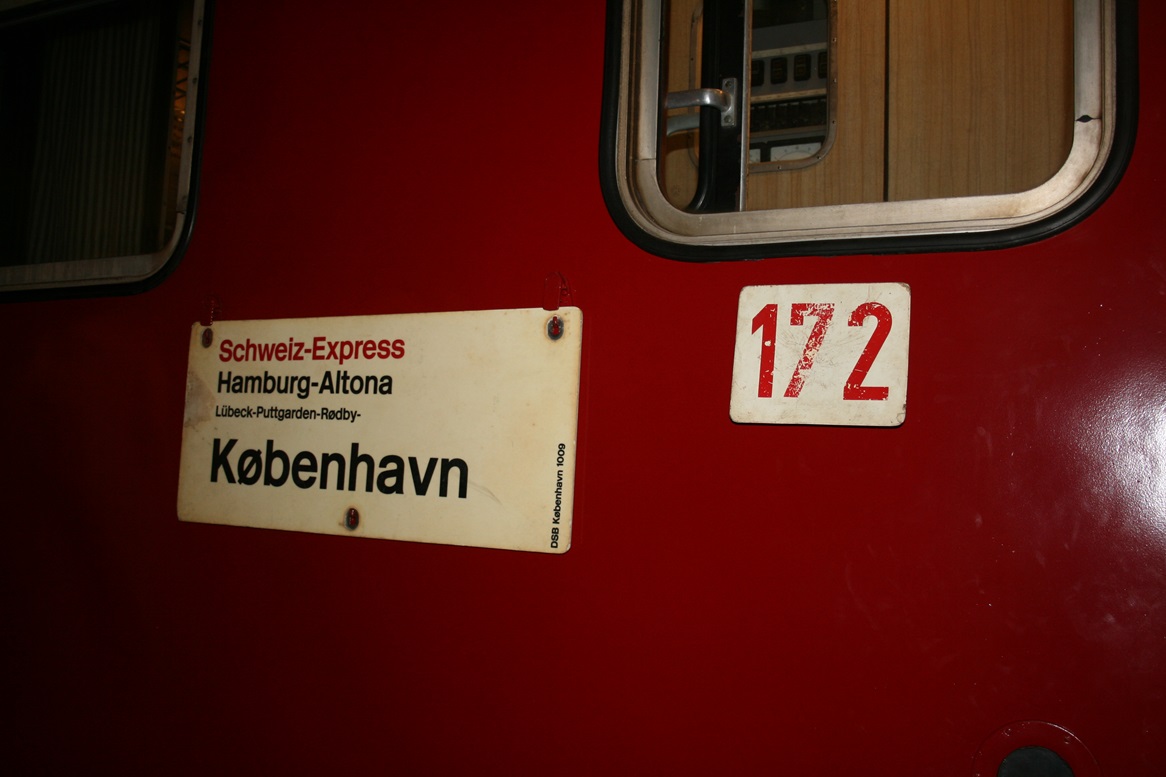 Schweiz-Express
Hamburg-Altona
Lübeck-Puttgarden-Rødby-
København
DSB København 1009
172